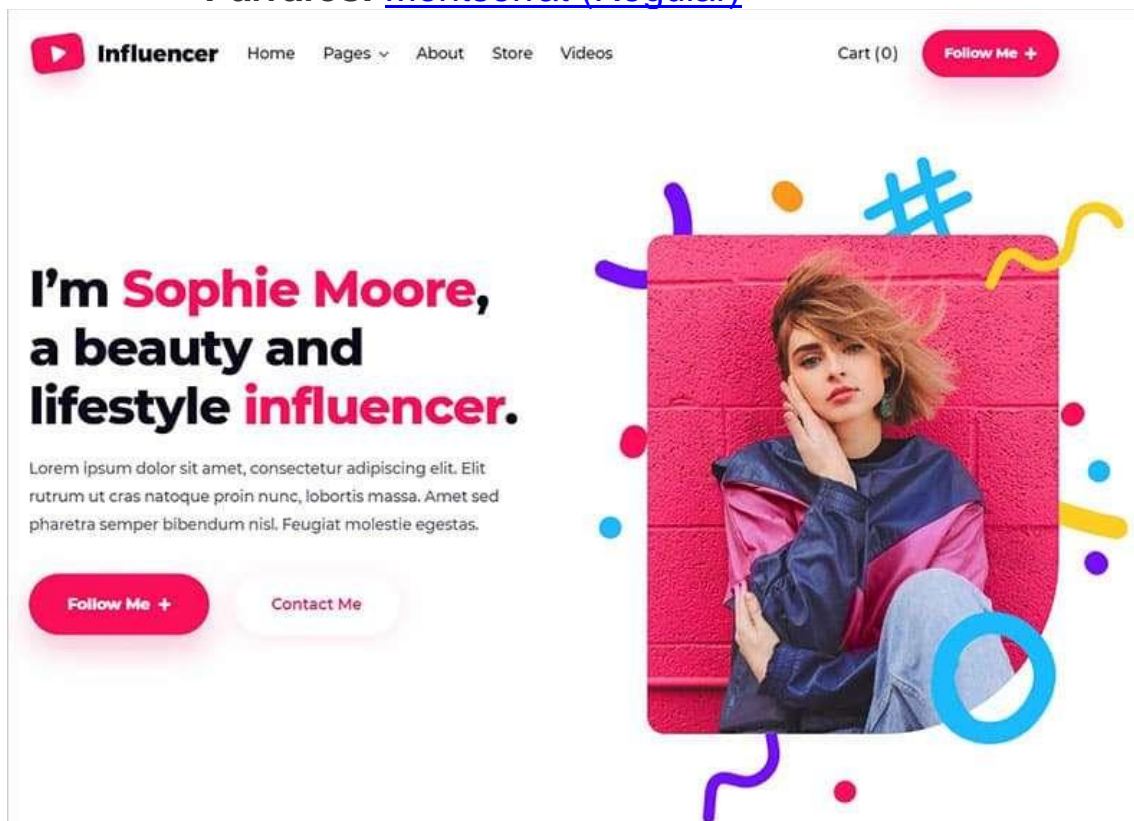 Montserrat (Regular)
Influencer Home Pages About Store Videos Cart (0) Follow Me +
I'm Sophie Moore,
a beauty and
lifestyle influencer.
Lorem ipsum dolor sit amet, consectetur adipiscing elit. Elit
rutrum ut cras natoque proin nunc, lobortis massa. Amet sed
pharetra semper bibendum nisl. Feugiat molestie egestas.
Follow Me + Contact Me